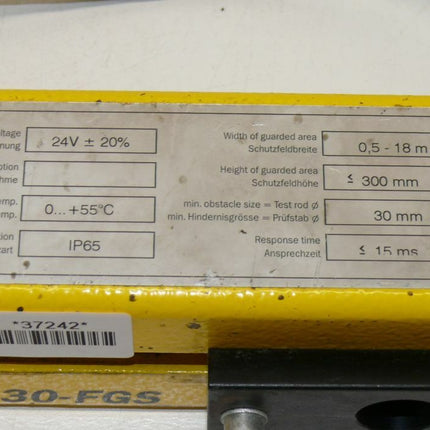 ltage
nung
24V ± 20%
ption
hme
emp.
emp.
0...+55°C
tion
zart
IP65
Width of guarded area
Schutzfeldbreite
0,5 - 18 m
Height of guarded area
Schutzfeldhöhe
≤ 300 mm
min. obstacle size = Test rod ø
min. Hindernisgrösse = Prüfstab ø
30 mm
Response time
Ansprechzeit
≤ 15 ms
*37242*
30-FGS